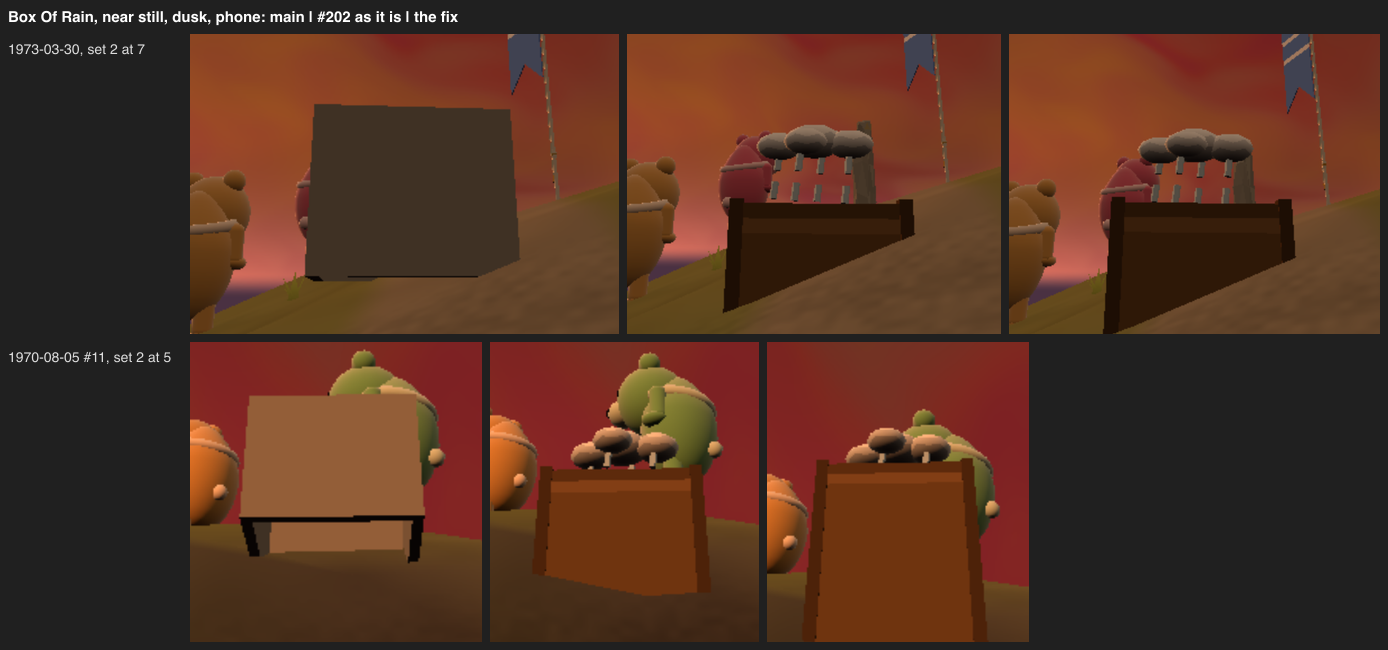 Box Of Rain, near still, dusk, phone: main | #202 as it is | the fix
1973-03-30, set 2 at 7
1970-08-05 #11, set 2 at 5